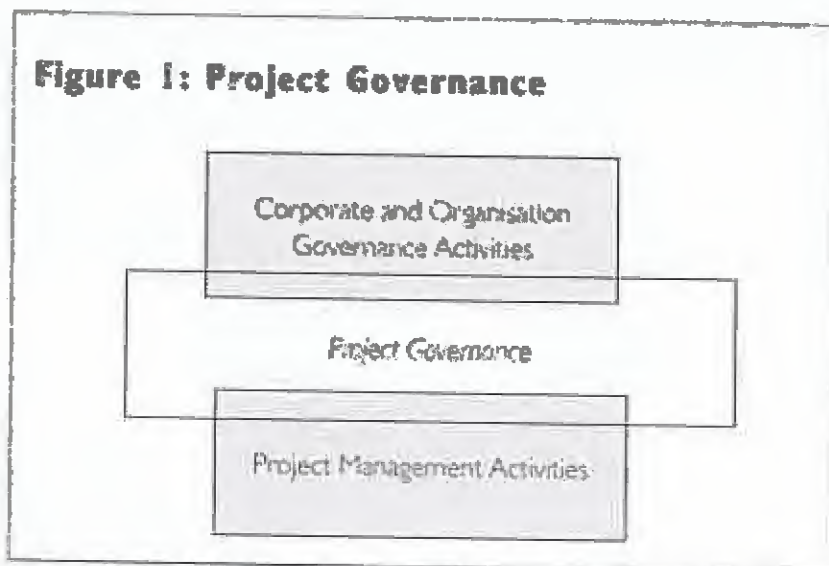 Figure 1: Project Governance
Corporate and Organisation
Governance Activities
Project Governance
Project Management Activities